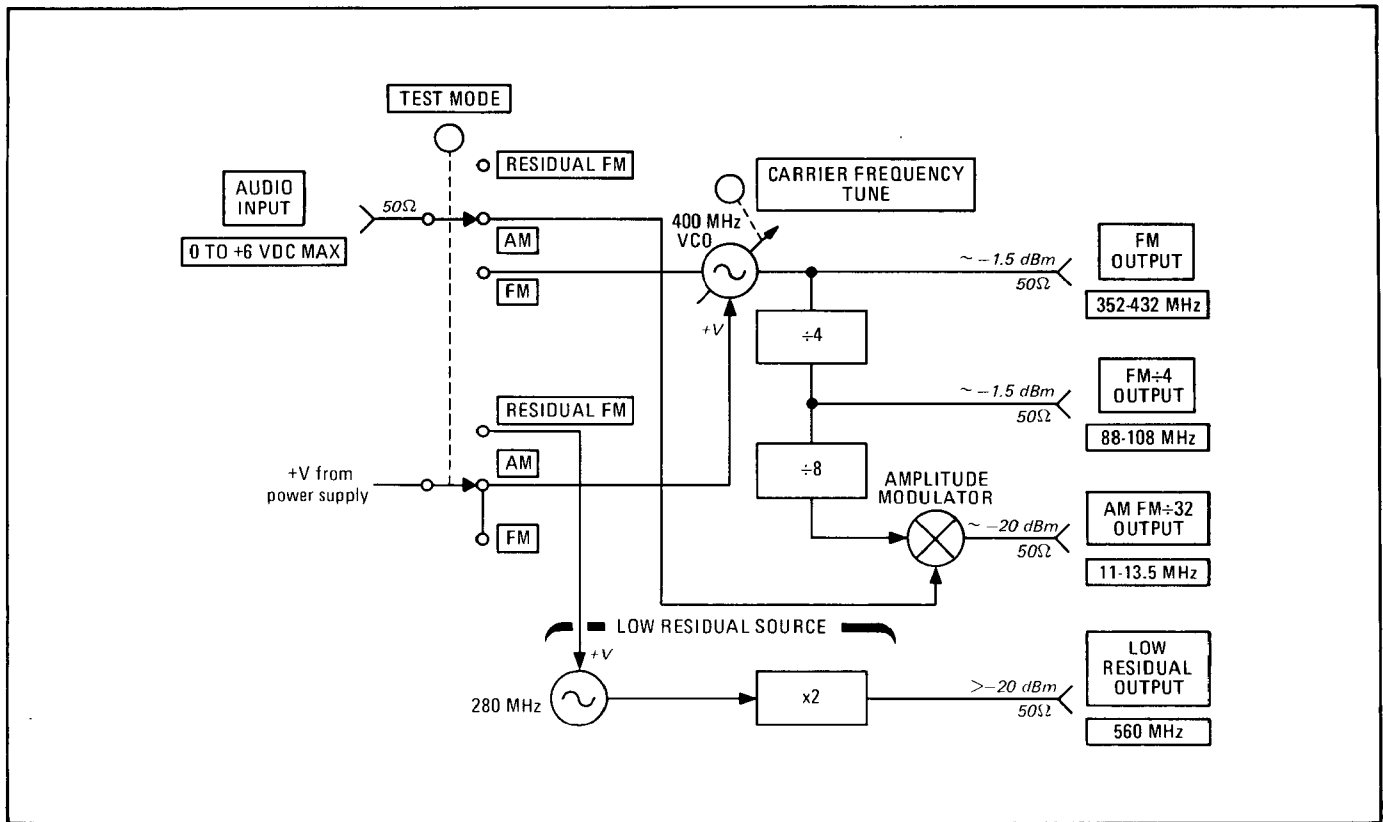 TEST MODE
RESIDUAL FM
AUDIO
INPUT
50Ω
0 TO +6 VDC MAX
AM
FM
CARRIER FREQUENCY
TUNE
400 MHz
VCO
+V
~ −1.5 dBm
50Ω
FM
OUTPUT
352-432 MHz
÷4
~ −1.5 dBm
50Ω
FM÷4
OUTPUT
88-108 MHz
RESIDUAL FM
AM
FM
+V from
power supply
÷8
AMPLITUDE
MODULATOR
~ −20 dBm
50Ω
AM FM÷32
OUTPUT
11-13.5 MHz
LOW RESIDUAL SOURCE
+V
280 MHz
x2
>−20 dBm
50Ω
LOW
RESIDUAL
OUTPUT
560 MHz